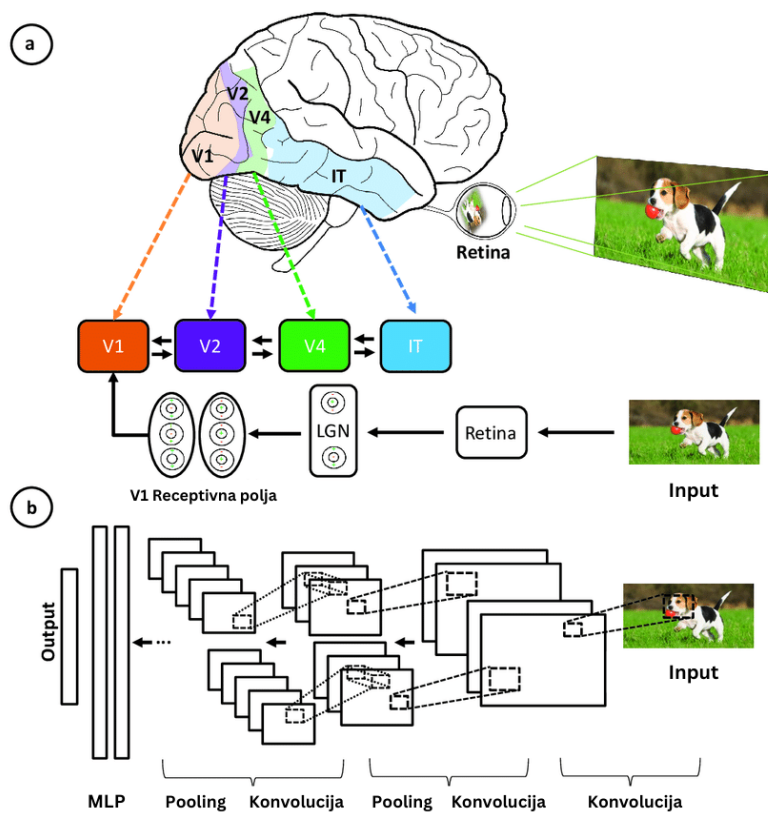 a
V2
V4
V1
IT
Retina
V1
V2
V4
IT
LGN
Retina
V1 Receptivna polja
Input
b
Output
...
Input
MLP
Pooling
Konvolucija
Pooling
Konvolucija
Konvolucija